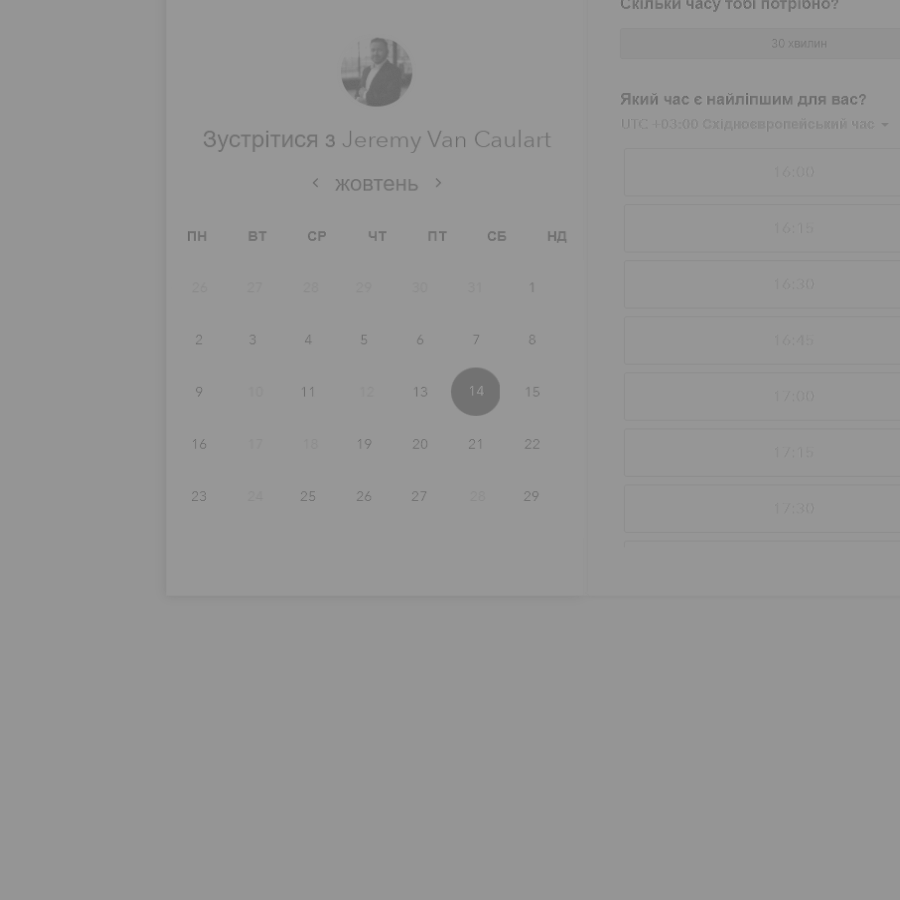 Скільки часу тобі потрібно?
30 хвилин
Який час є найліпшим для вас?
UTC +03:00 Східноєвропейський час
Зустрітися з Jeremy Van Caulart
жовтень
ПН ВТ СР ЧТ ПТ СБ НД
26 27 28 29 30 31 1
2 3 4 5 6 7 8
9 10 11 12 13 14 15
16 17 18 19 20 21 22
23 24 25 26 27 28 29
16:00
16:15
16:30
16:45
17:00
17:15
17:30